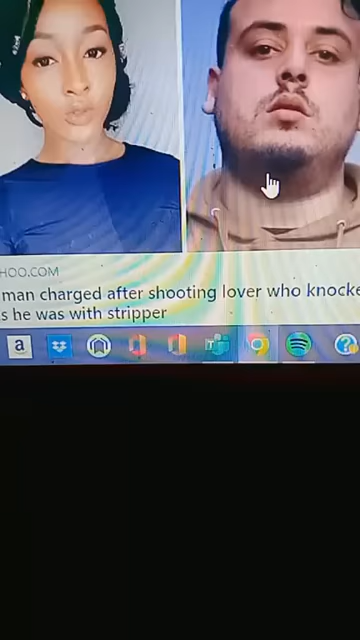 HOO.COM
man charged after shooting lover who knocke
s he was with stripper
a
T
?